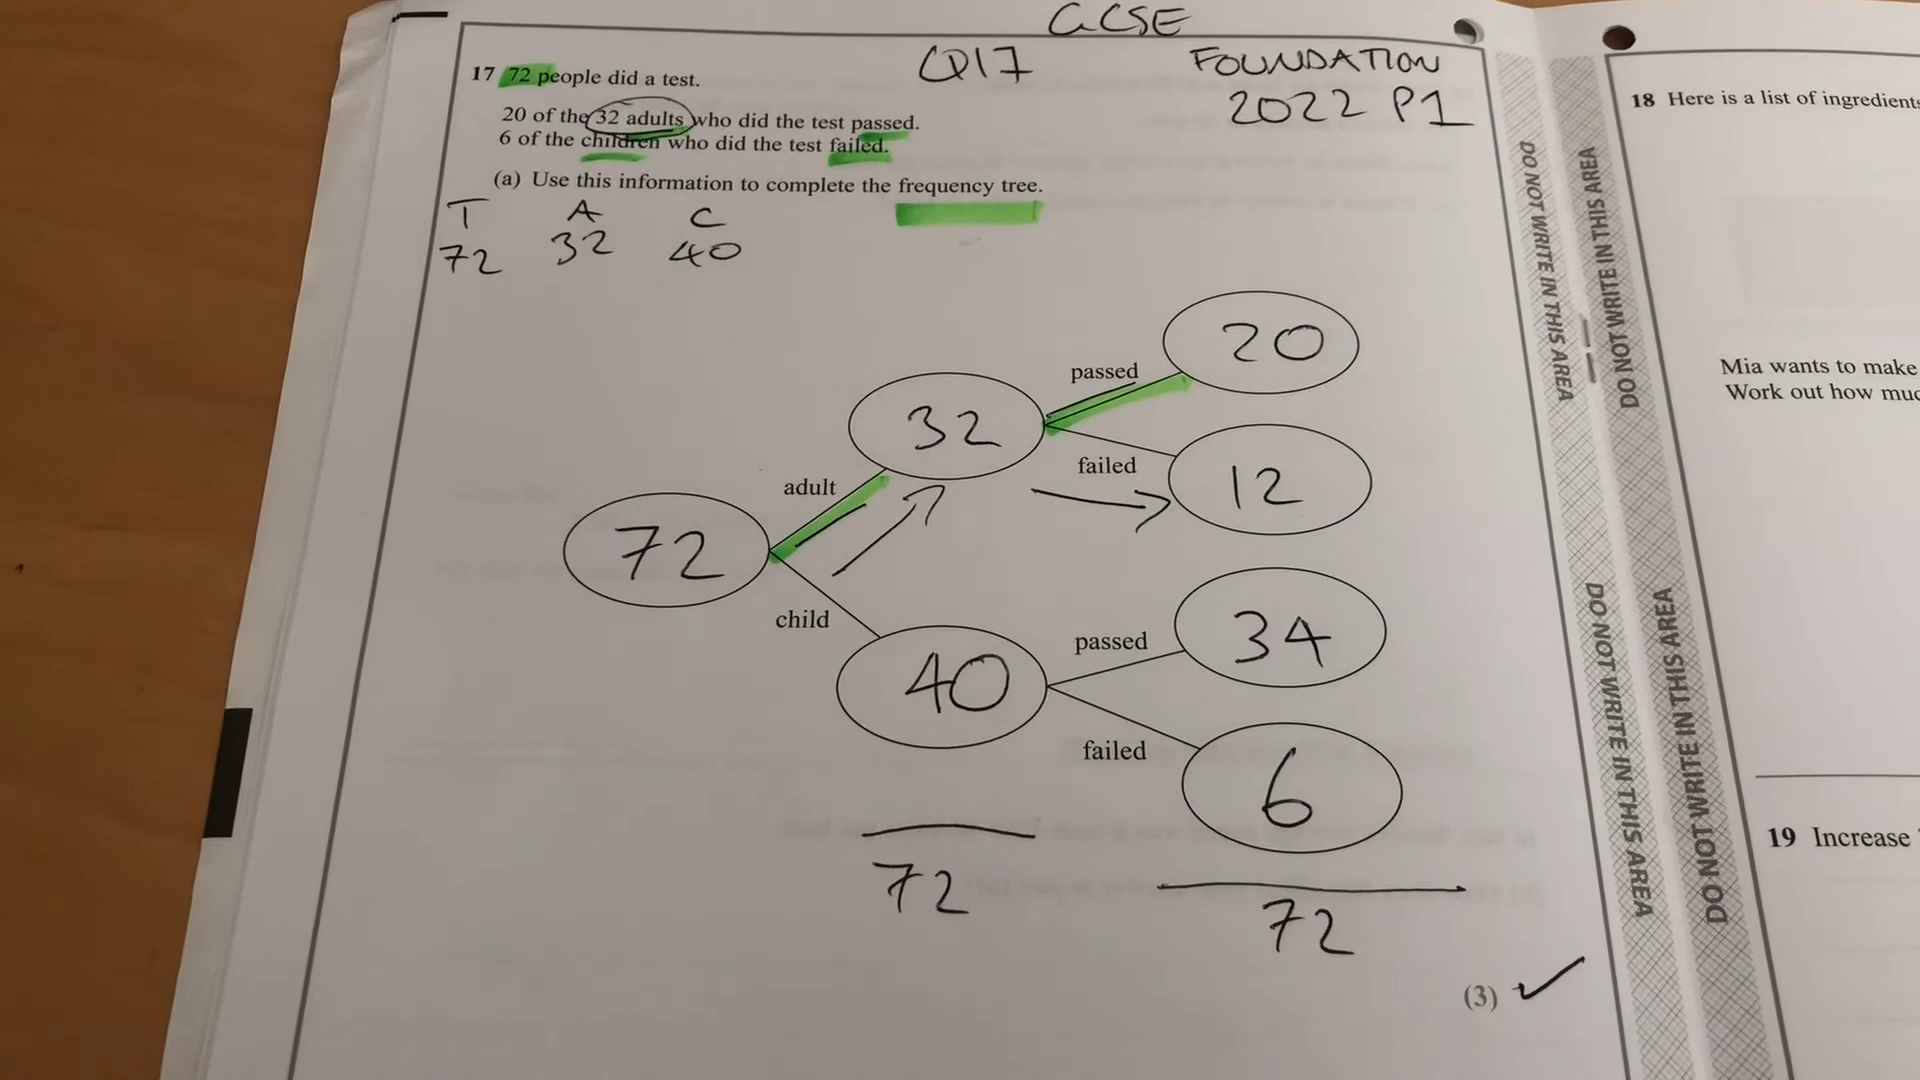 GCSE
Q17
FOUNDATION
2022 P1
17 72 people did a test.
20 of the 32 adults who did the test passed.
6 of the children who did the test failed.
(a) Use this information to complete the frequency tree.
T A C
72 32 40
20
passed
32
failed
12
adult
72
child
34
passed
40
failed
6
72
72
(3)
DO NOT WRITE IN THIS AREA
DO NOT WRITE IN THIS AREA
DO NOT WRITE IN THIS AREA
DO NOT WRITE IN THIS AREA
18 Here is a list of ingredients
Mia wants to make
Work out how
19 Increase